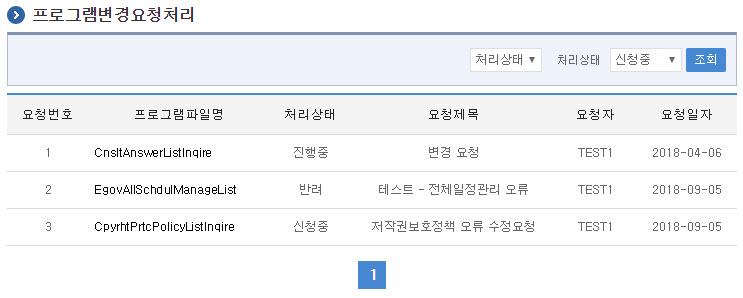 프로그램변경요청처리
처리상태 처리상태 신청중 조회
요청번호 프로그램파일명 처리상태 요청제목 요청자 요청일자
1 CnsltAnswerListInqire 진행중 변경 요청 TEST1 2018-04-06
2 EgovAllSchdulManageList 반려 테스트 - 전체일정관리 오류 TEST1 2018-09-05
3 CpyrhtPrtcPolicyListInqire 신청중 저작권보호정책 오류 수정요청 TEST1 2018-09-05
1